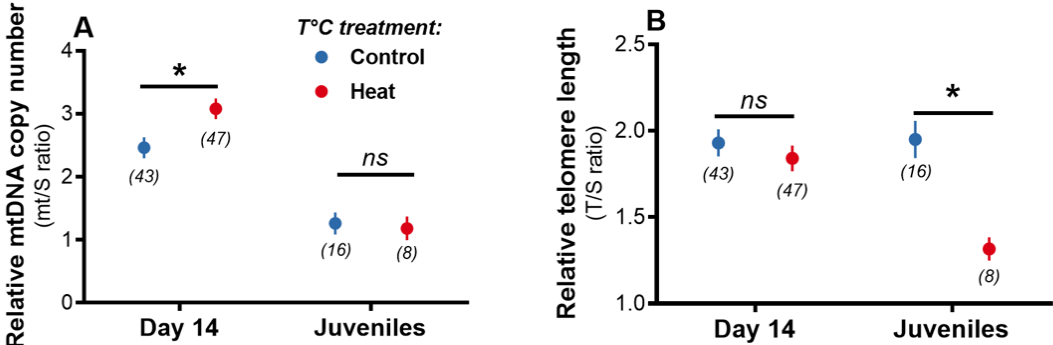 A
Relative mtDNA copy number
(mt/S ratio)
4
3
2
1
0
T°C treatment:
Control
Heat
*
(43)
(47)
ns
(16)
(8)
Day 14
Juveniles
B
Relative telomere length
(T/S ratio)
2.5
2.0
1.5
1.0
ns
(43)
(47)
*
(16)
(8)
Day 14
Juveniles